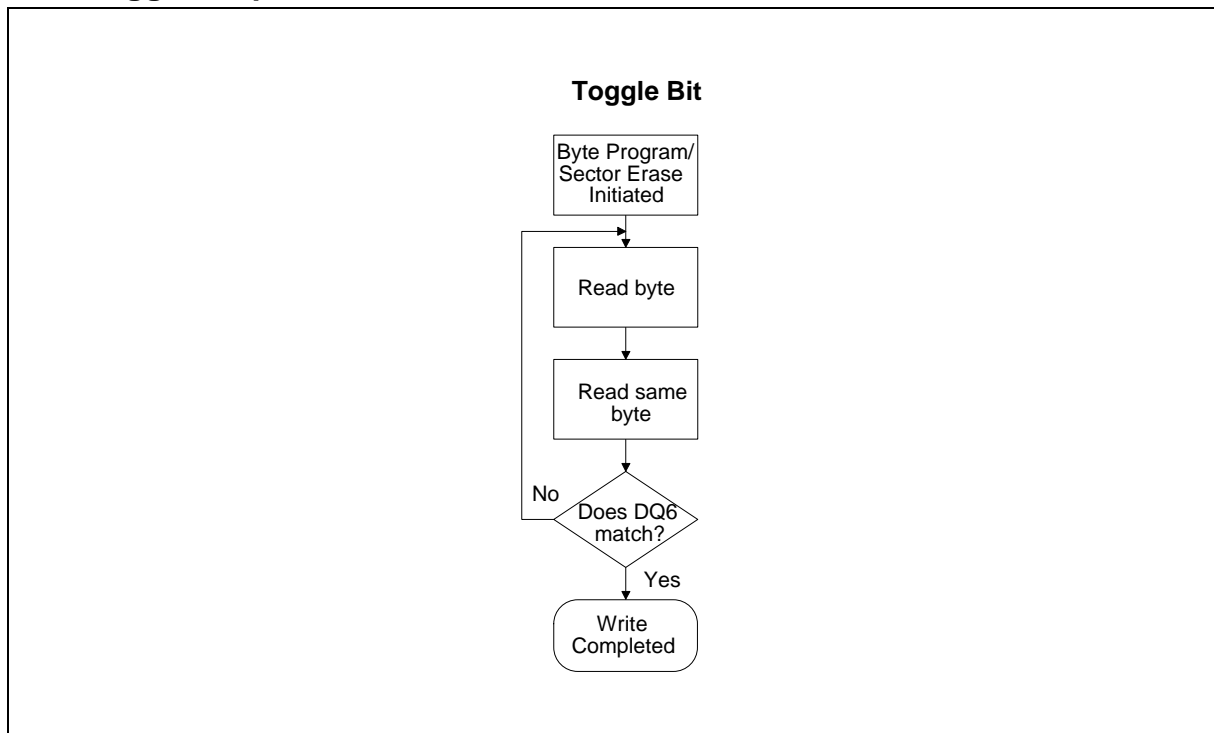 Toggle Bit
Byte Program/
Sector Erase
Initiated
Read byte
Read same
byte
No
Does DQ6
match?
Yes
Write
Completed